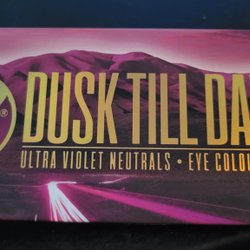 DUSK TILL DA
ULTRA VIOLET NEUTRALS • EYE COLOU